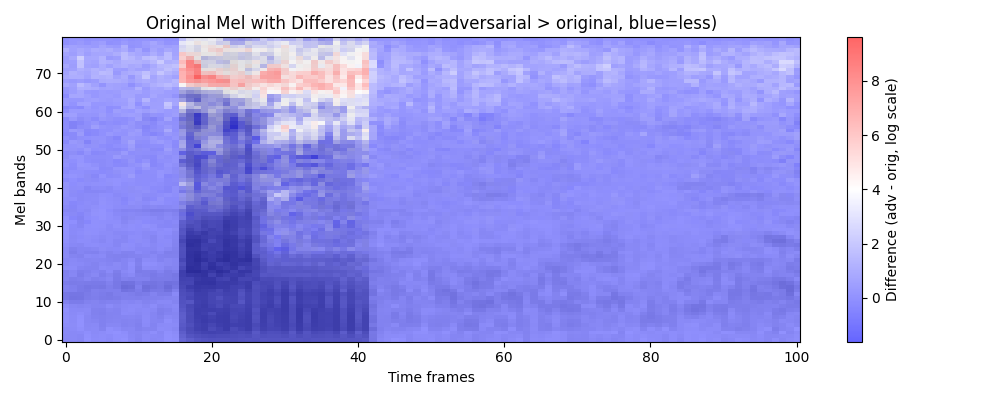 Original Mel with Differences (red=adversarial > original, blue=less)
Mel bands
70
60
50
40
30
20
10
0
0 20 40 60 80 100
Time frames
8
6
4
2
0
Difference (adv - orig, log scale)